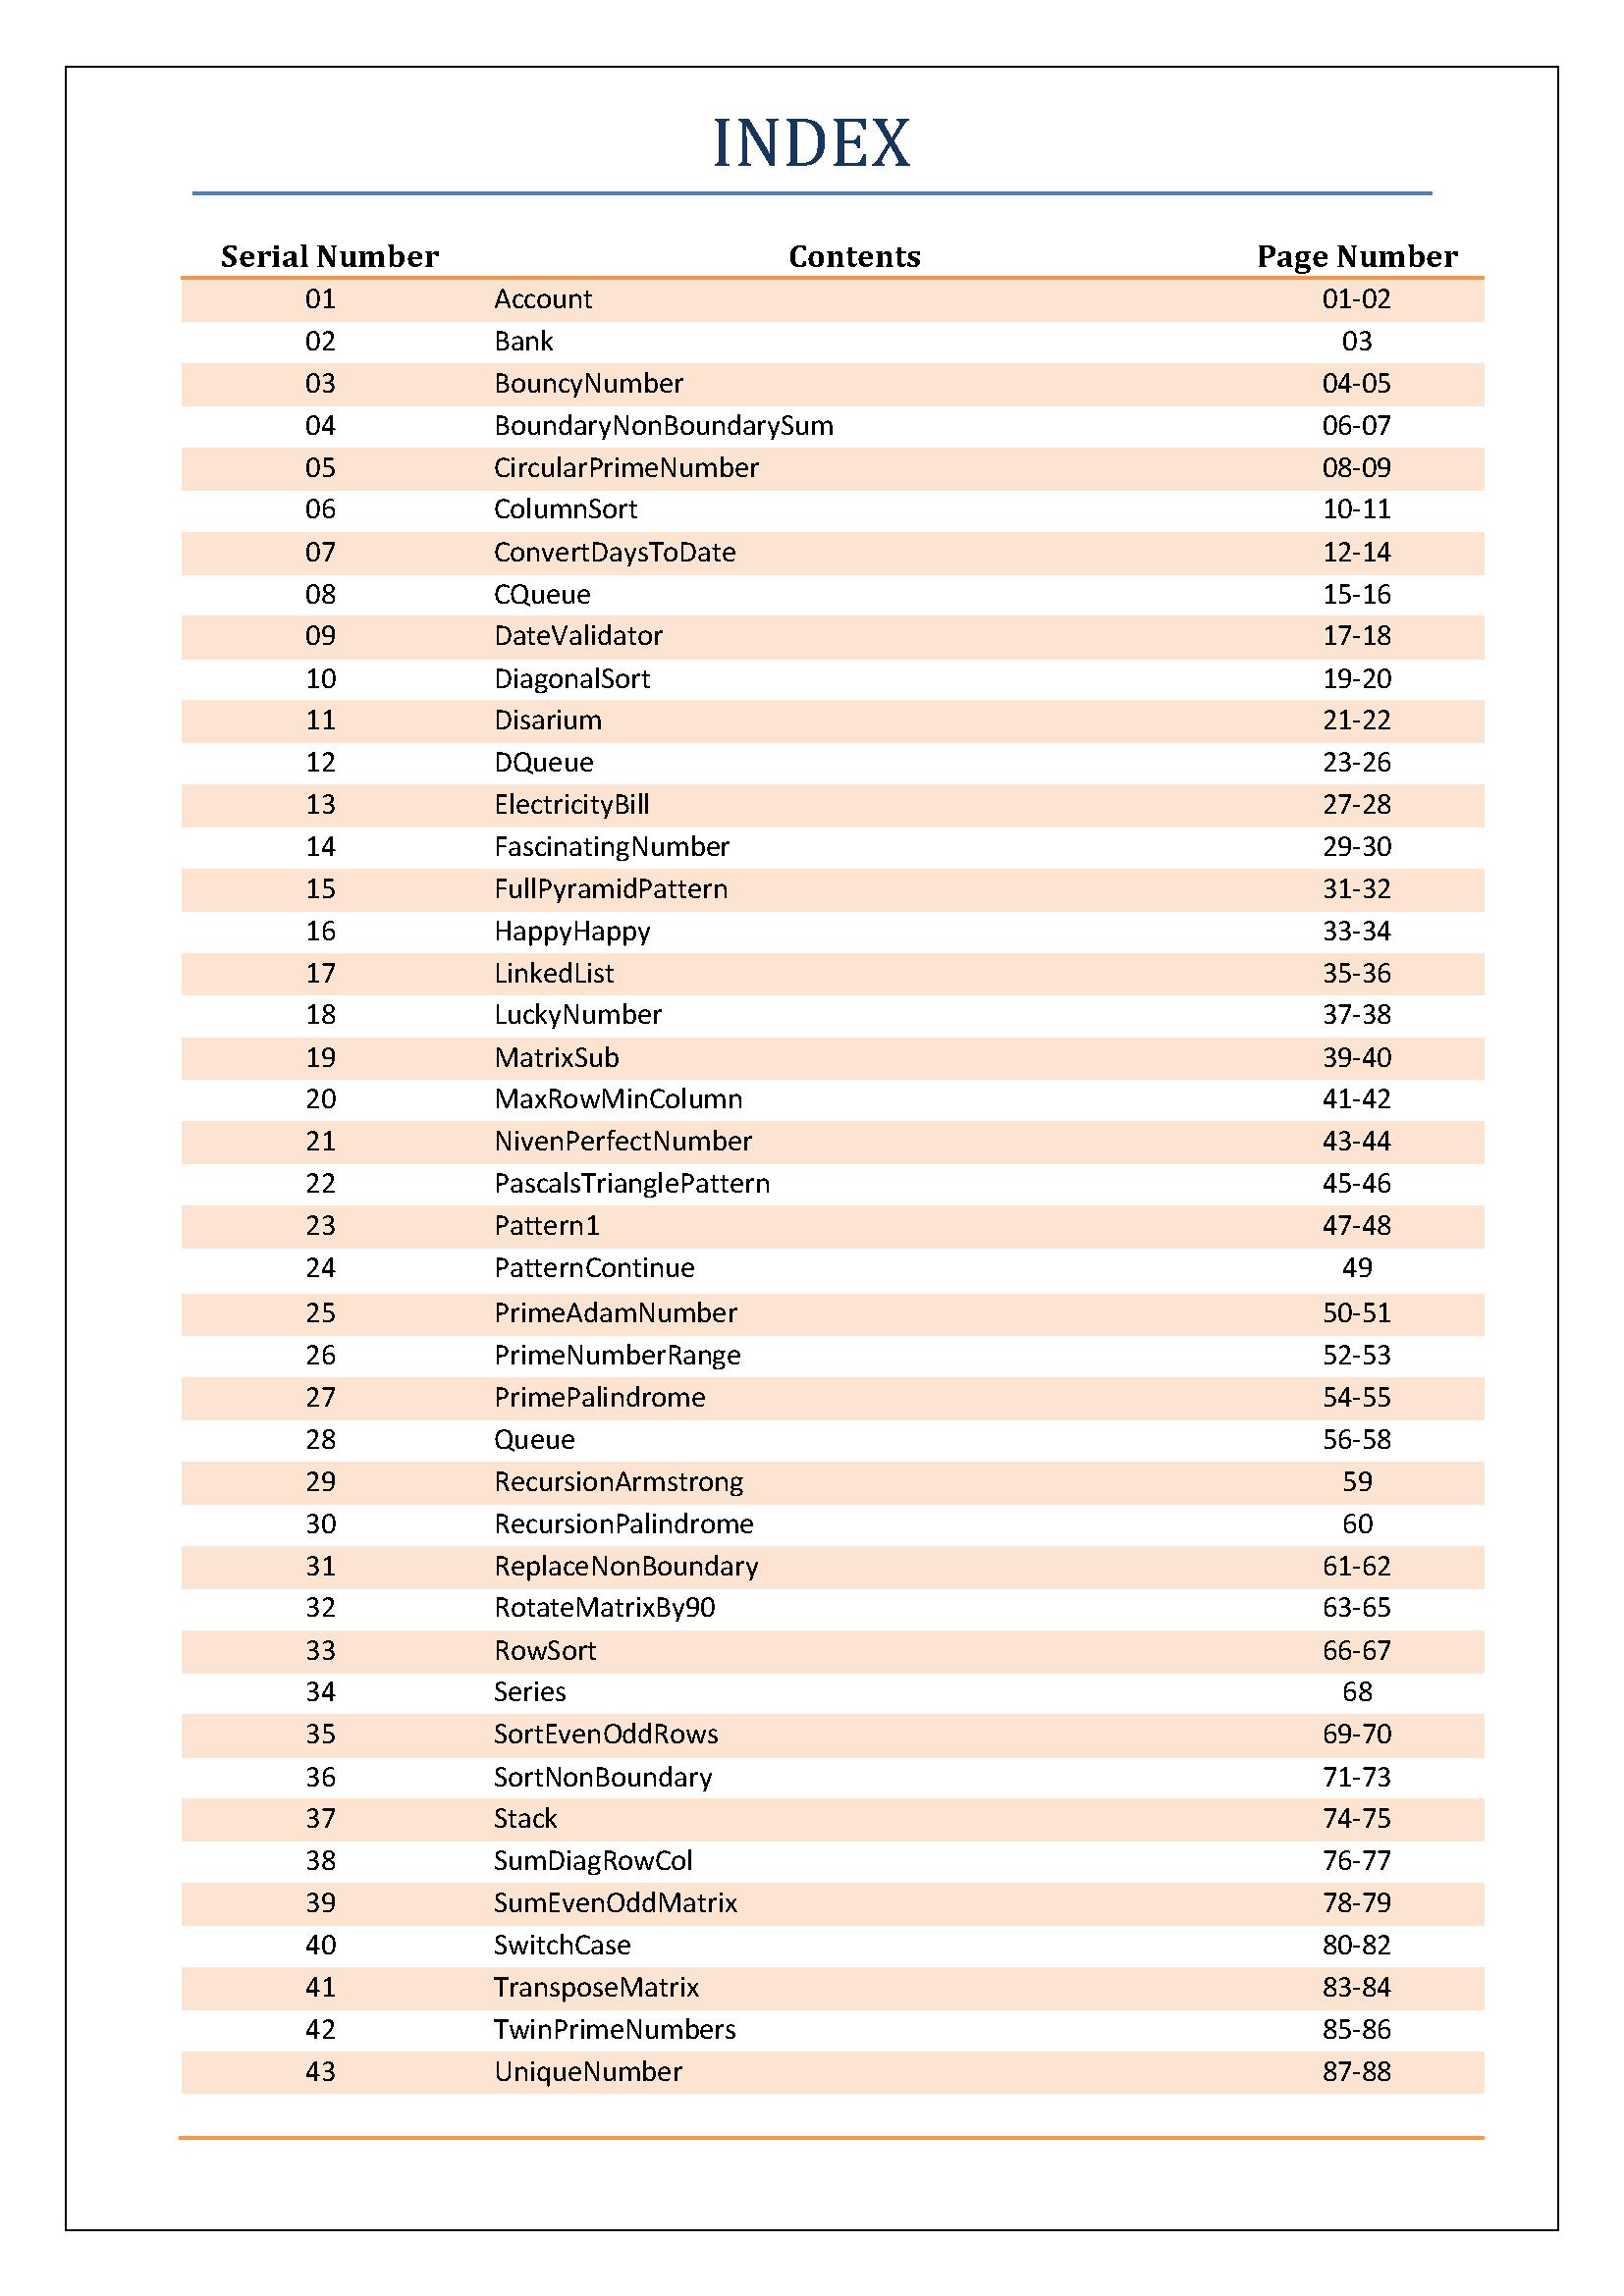 INDEX
Serial Number Contents Page Number
01 Account 01-02
02 Bank 03
03 BouncyNumber 04-05
04 BoundaryNonBoundarySum 06-07
05 CircularPrimeNumber 08-09
06 ColumnSort 10-11
07 ConvertDaysToDate 12-14
08 CQueue 15-16
09 DateValidator 17-18
10 DiagonalSort 19-20
11 Disarium 21-22
12 DQueue 23-26
13 ElectricityBill 27-28
14 FascinatingNumber 29-30
15 FullPyramidPattern 31-32
16 HappyHappy 33-34
17 LinkedList 35-36
18 LuckyNumber 37-38
19 MatrixSub 39-40
20 MaxRowMinColumn 41-42
21 NivenPerfectNumber 43-44
22 PascalsTrianglePattern 45-46
23 Pattern1 47-48
24 PatternContinue 49
25 PrimeAdamNumber 50-51
26 PrimeNumberRange 52-53
27 PrimePalindrome 54-55
28 Queue 56-58
29 RecursionArmstrong 59
30 RecursionPalindrome 60
31 ReplaceNonBoundary 61-62
32 RotateMatrixBy90 63-65
33 RowSort 66-67
34 Series 68
35 SortEvenOddRows 69-70
36 SortNonBoundary 71-73
37 Stack 74-75
38 SumDiagRowCol 76-77
39 SumEvenOddMatrix 78-79
40 SwitchCase 80-82
41 TransposeMatrix 83-84
42 TwinPrimeNumbers 85-86
43 UniqueNumber 87-88